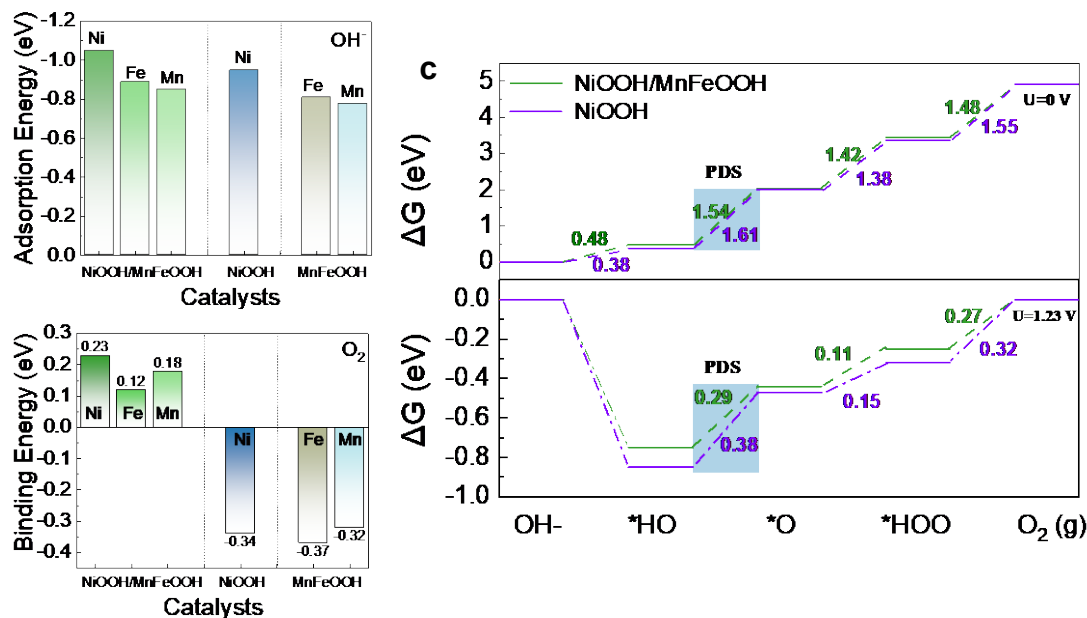 Adsorption Energy (eV)
-1.2
-1.0
-0.8
-0.6
-0.4
-0.2
0.0
OH⁻
Ni
Fe
Mn
Ni
Fe
Mn
NiOOH/MnFeOOH
NiOOH
MnFeOOH
Catalysts
Binding Energy (eV)
0.3
0.2
0.1
0.0
-0.1
-0.2
-0.3
-0.4
O₂
0.23
0.12
0.18
Ni
Fe
Mn
Ni
Fe
Mn
-0.34
-0.37
-0.32
NiOOH/MnFeOOH
NiOOH
MnFeOOH
Catalysts
c
NiOOH/MnFeOOH
NiOOH
ΔG (eV)
5
4
3
2
1
0
U=0 V
PDS
0.48
0.38
1.54
1.61
1.42
1.38
1.48
1.55
ΔG (eV)
0.0
-0.2
-0.4
-0.6
-0.8
-1.0
U=1.23 V
PDS
0.29
0.38
0.11
0.15
0.27
0.32
OH-
*HO
*O
*HOO
O₂ (g)